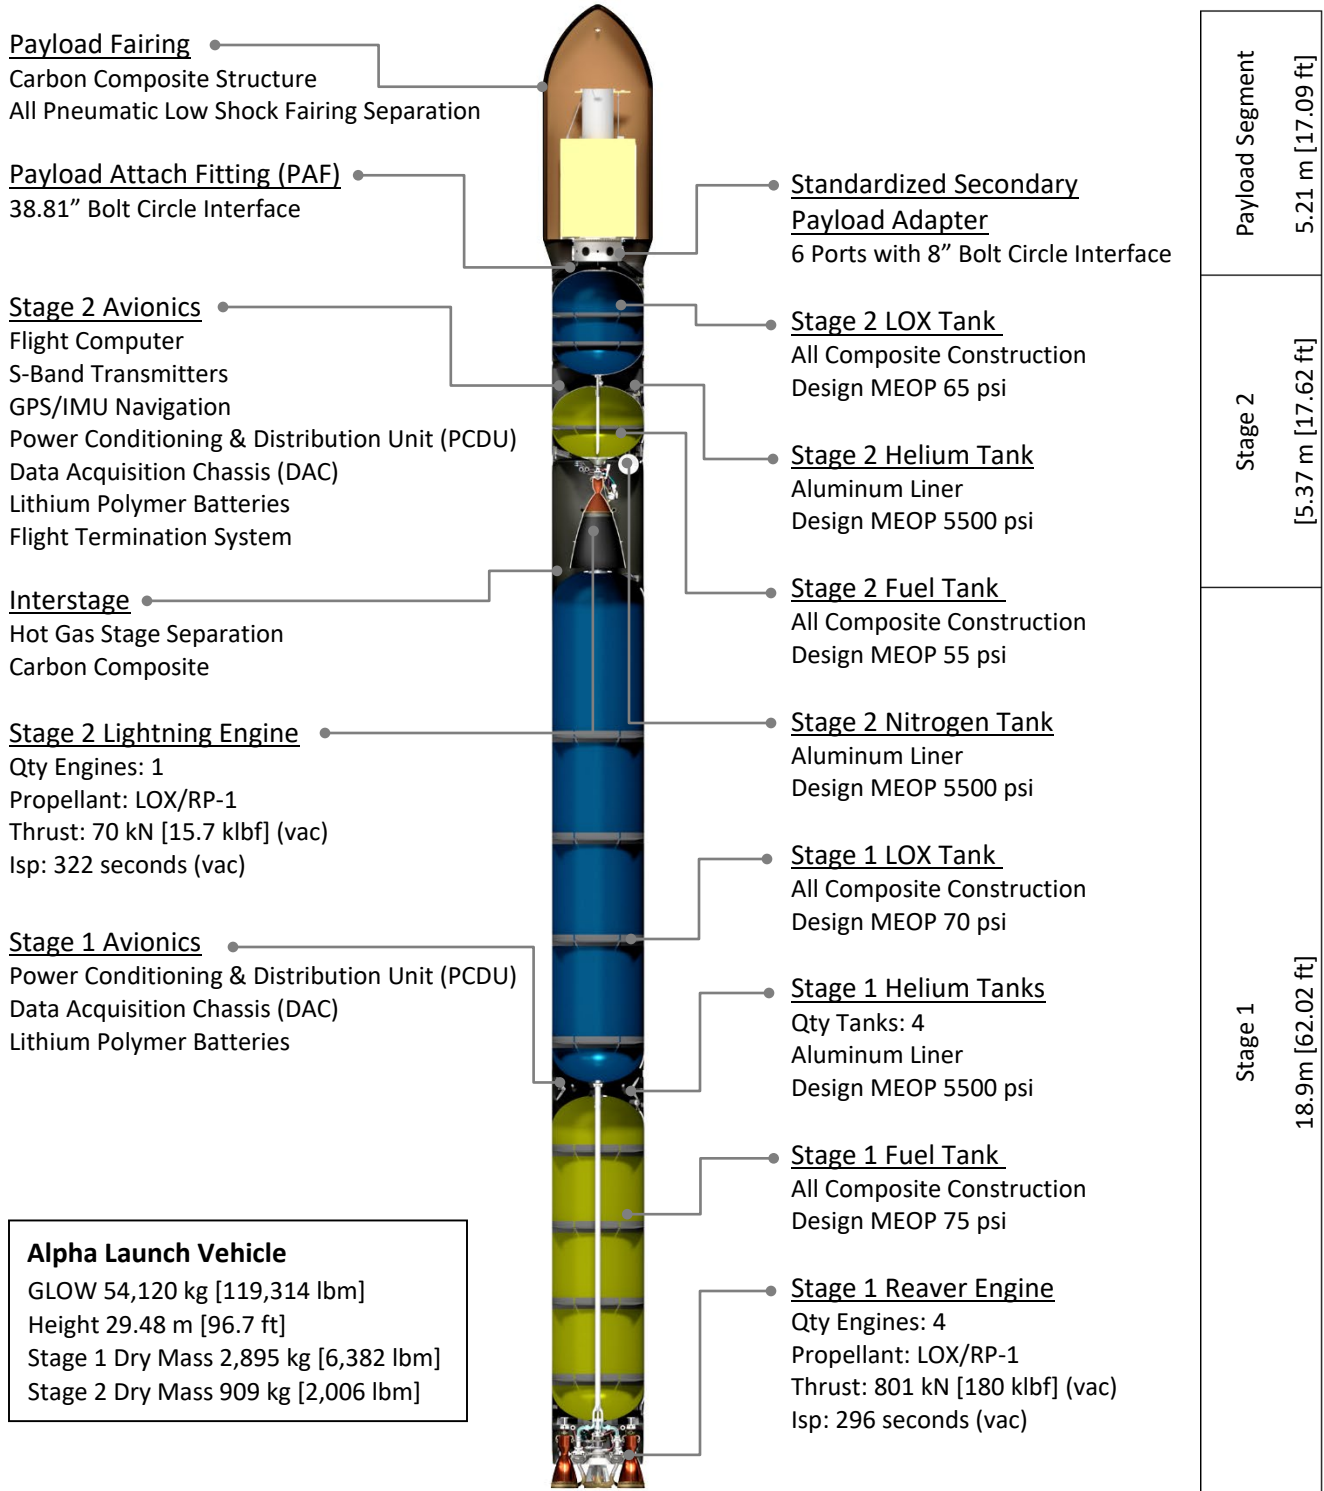 Payload Fairing
Carbon Composite Structure
All Pneumatic Low Shock Fairing Separation
Payload Attach Fitting (PAF)
38.81” Bolt Circle Interface
Stage 2 Avionics
Flight Computer
S-Band Transmitters
GPS/IMU Navigation
Power Conditioning & Distribution Unit (PCDU)
Data Acquisition Chassis (DAC)
Lithium Polymer Batteries
Flight Termination System
Interstage
Hot Gas Stage Separation
Carbon Composite
Stage 2 Lightning Engine
Qty Engines: 1
Propellant: LOX/RP-1
Thrust: 70 kN [15.7 klbf] (vac)
Isp: 322 seconds (vac)
Stage 1 Avionics
Power Conditioning & Distribution Unit (PCDU)
Data Acquisition Chassis (DAC)
Lithium Polymer Batteries
Alpha Launch Vehicle
GLOW 54,120 kg [119,314 lbm]
Height 29.48 m [96.7 ft]
Stage 1 Dry Mass 2,895 kg [6,382 lbm]
Stage 2 Dry Mass 909 kg [2,006 lbm]
Standardized Secondary
Payload Adapter
6 Ports with 8” Bolt Circle Interface
Stage 2 LOX Tank
All Composite Construction
Design MEOP 65 psi
Stage 2 Helium Tank
Aluminum Liner
Design MEOP 5500 psi
Stage 2 Fuel Tank
All Composite Construction
Design MEOP 55 psi
Stage 2 Nitrogen Tank
Aluminum Liner
Design MEOP 5500 psi
Stage 1 LOX Tank
All Composite Construction
Design MEOP 70 psi
Stage 1 Helium Tanks
Qty Tanks: 4
Aluminum Liner
Design MEOP 5500 psi
Stage 1 Fuel Tank
All Composite Construction
Design MEOP 75 psi
Stage 1 Reaver Engine
Qty Engines: 4
Propellant: LOX/RP-1
Thrust: 801 kN [180 klbf] (vac)
Isp: 296 seconds (vac)
Payload Segment
5.21 m [17.09 ft]
Stage 2
[5.37 m [17.62 ft]
Stage 1
18.9m [62.02 ft]